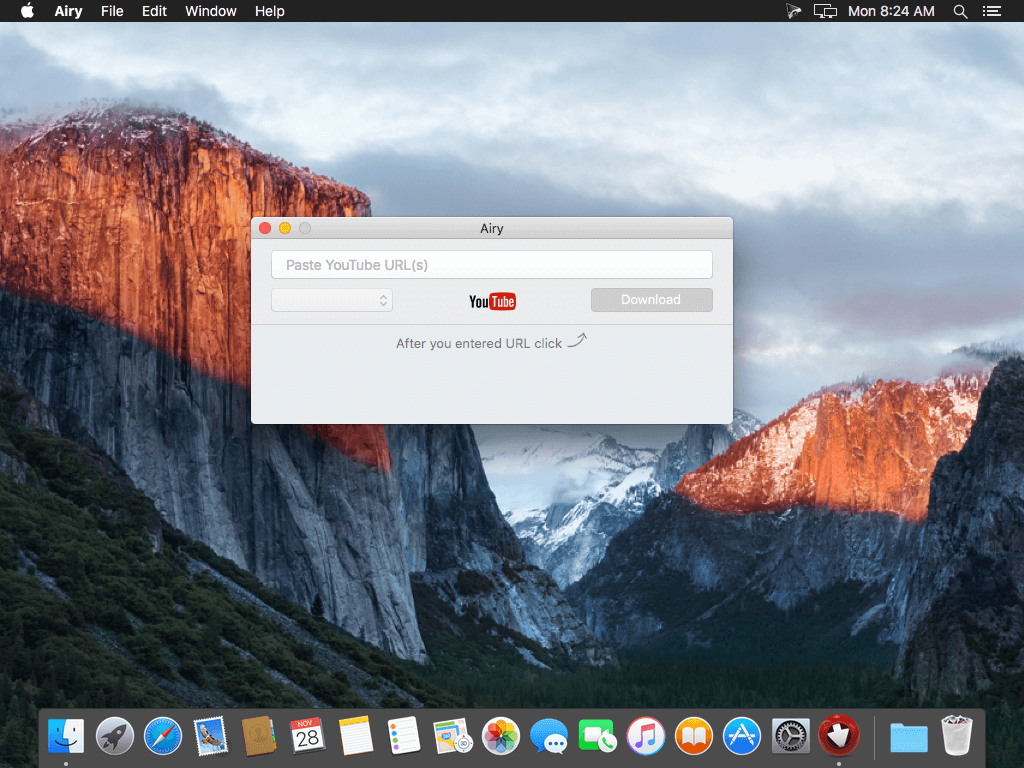 Airy File Edit Window Help Mon 8:24 AM
Airy
Paste YouTube URL(s)
YouTube Download
After you entered URL click
NOV
28